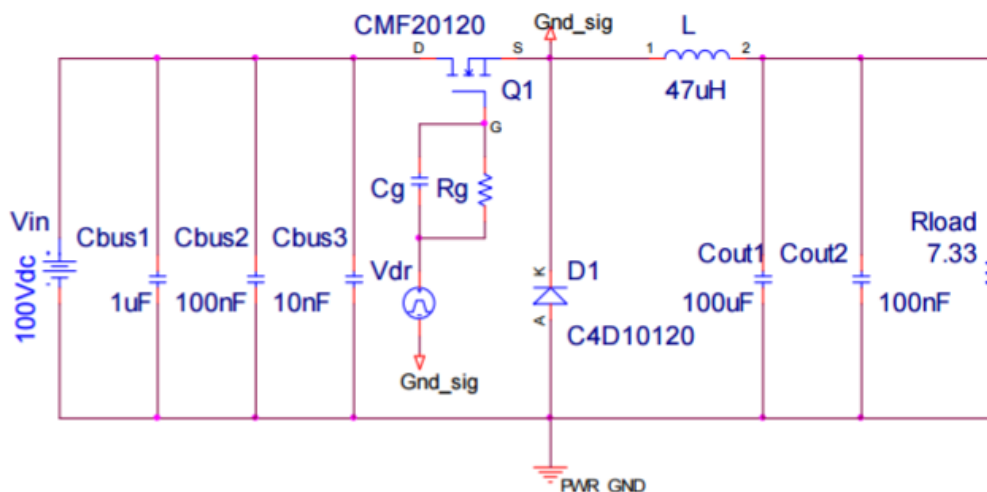 CMF20120
Gnd_sig
L
D
S
1
2
Q1
47uH
G
Cg
Rg
Vin
Cbus1
Cbus2
Cbus3
Vdr
D1
Cout1
Cout2
Rload
7.33
K
100Vdc
1uF
100nF
10nF
100uF
100nF
A
C4D10120
Gnd_sig
PWR_GND